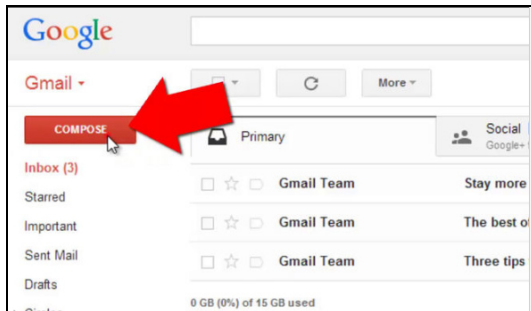 Google
Gmail
More
COMPOSE
Primary
Social
Google+
Inbox (3)
Starred
Important
Sent Mail
Drafts
Gmail Team Stay more
Gmail Team The best
Gmail Team Three tips
0 GB (0%) of 15 GB used